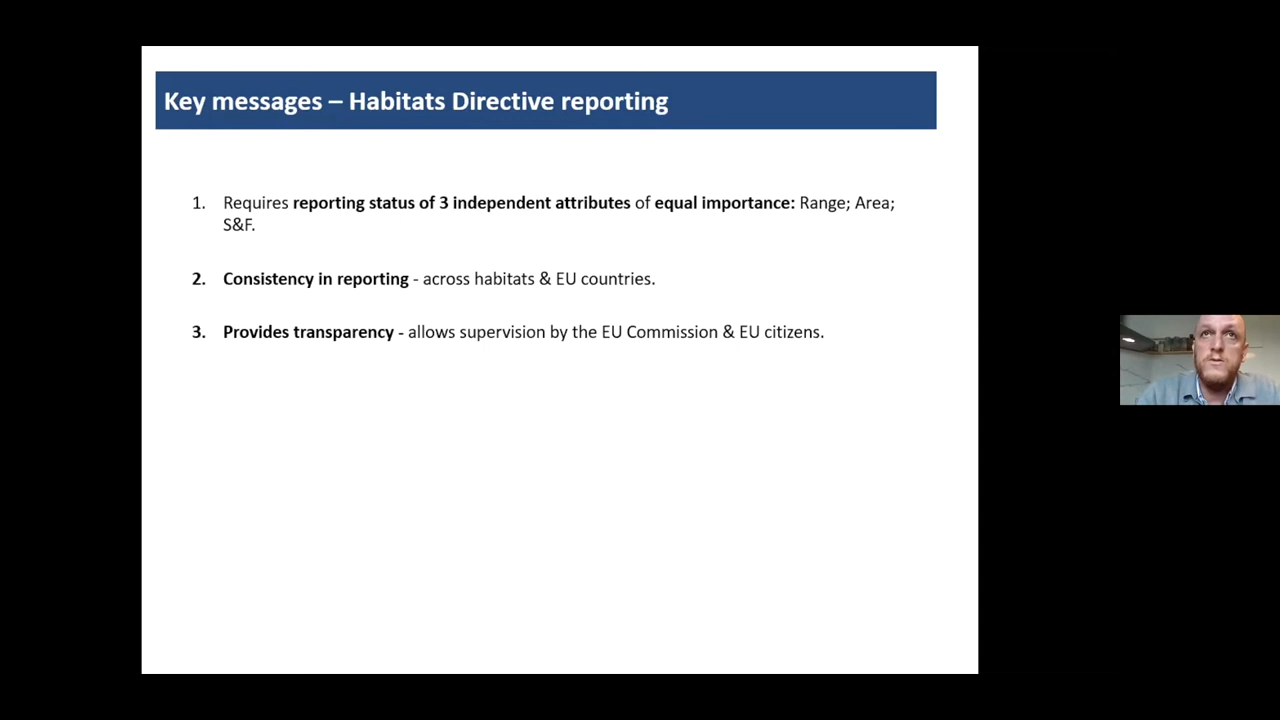 Key messages – Habitats Directive reporting
1. Requires reporting status of 3 independent attributes of equal importance: Range; Area;
S&F.
2. Consistency in reporting - across habitats & EU countries.
3. Provides transparency - allows supervision by the EU Commission & EU citizens.